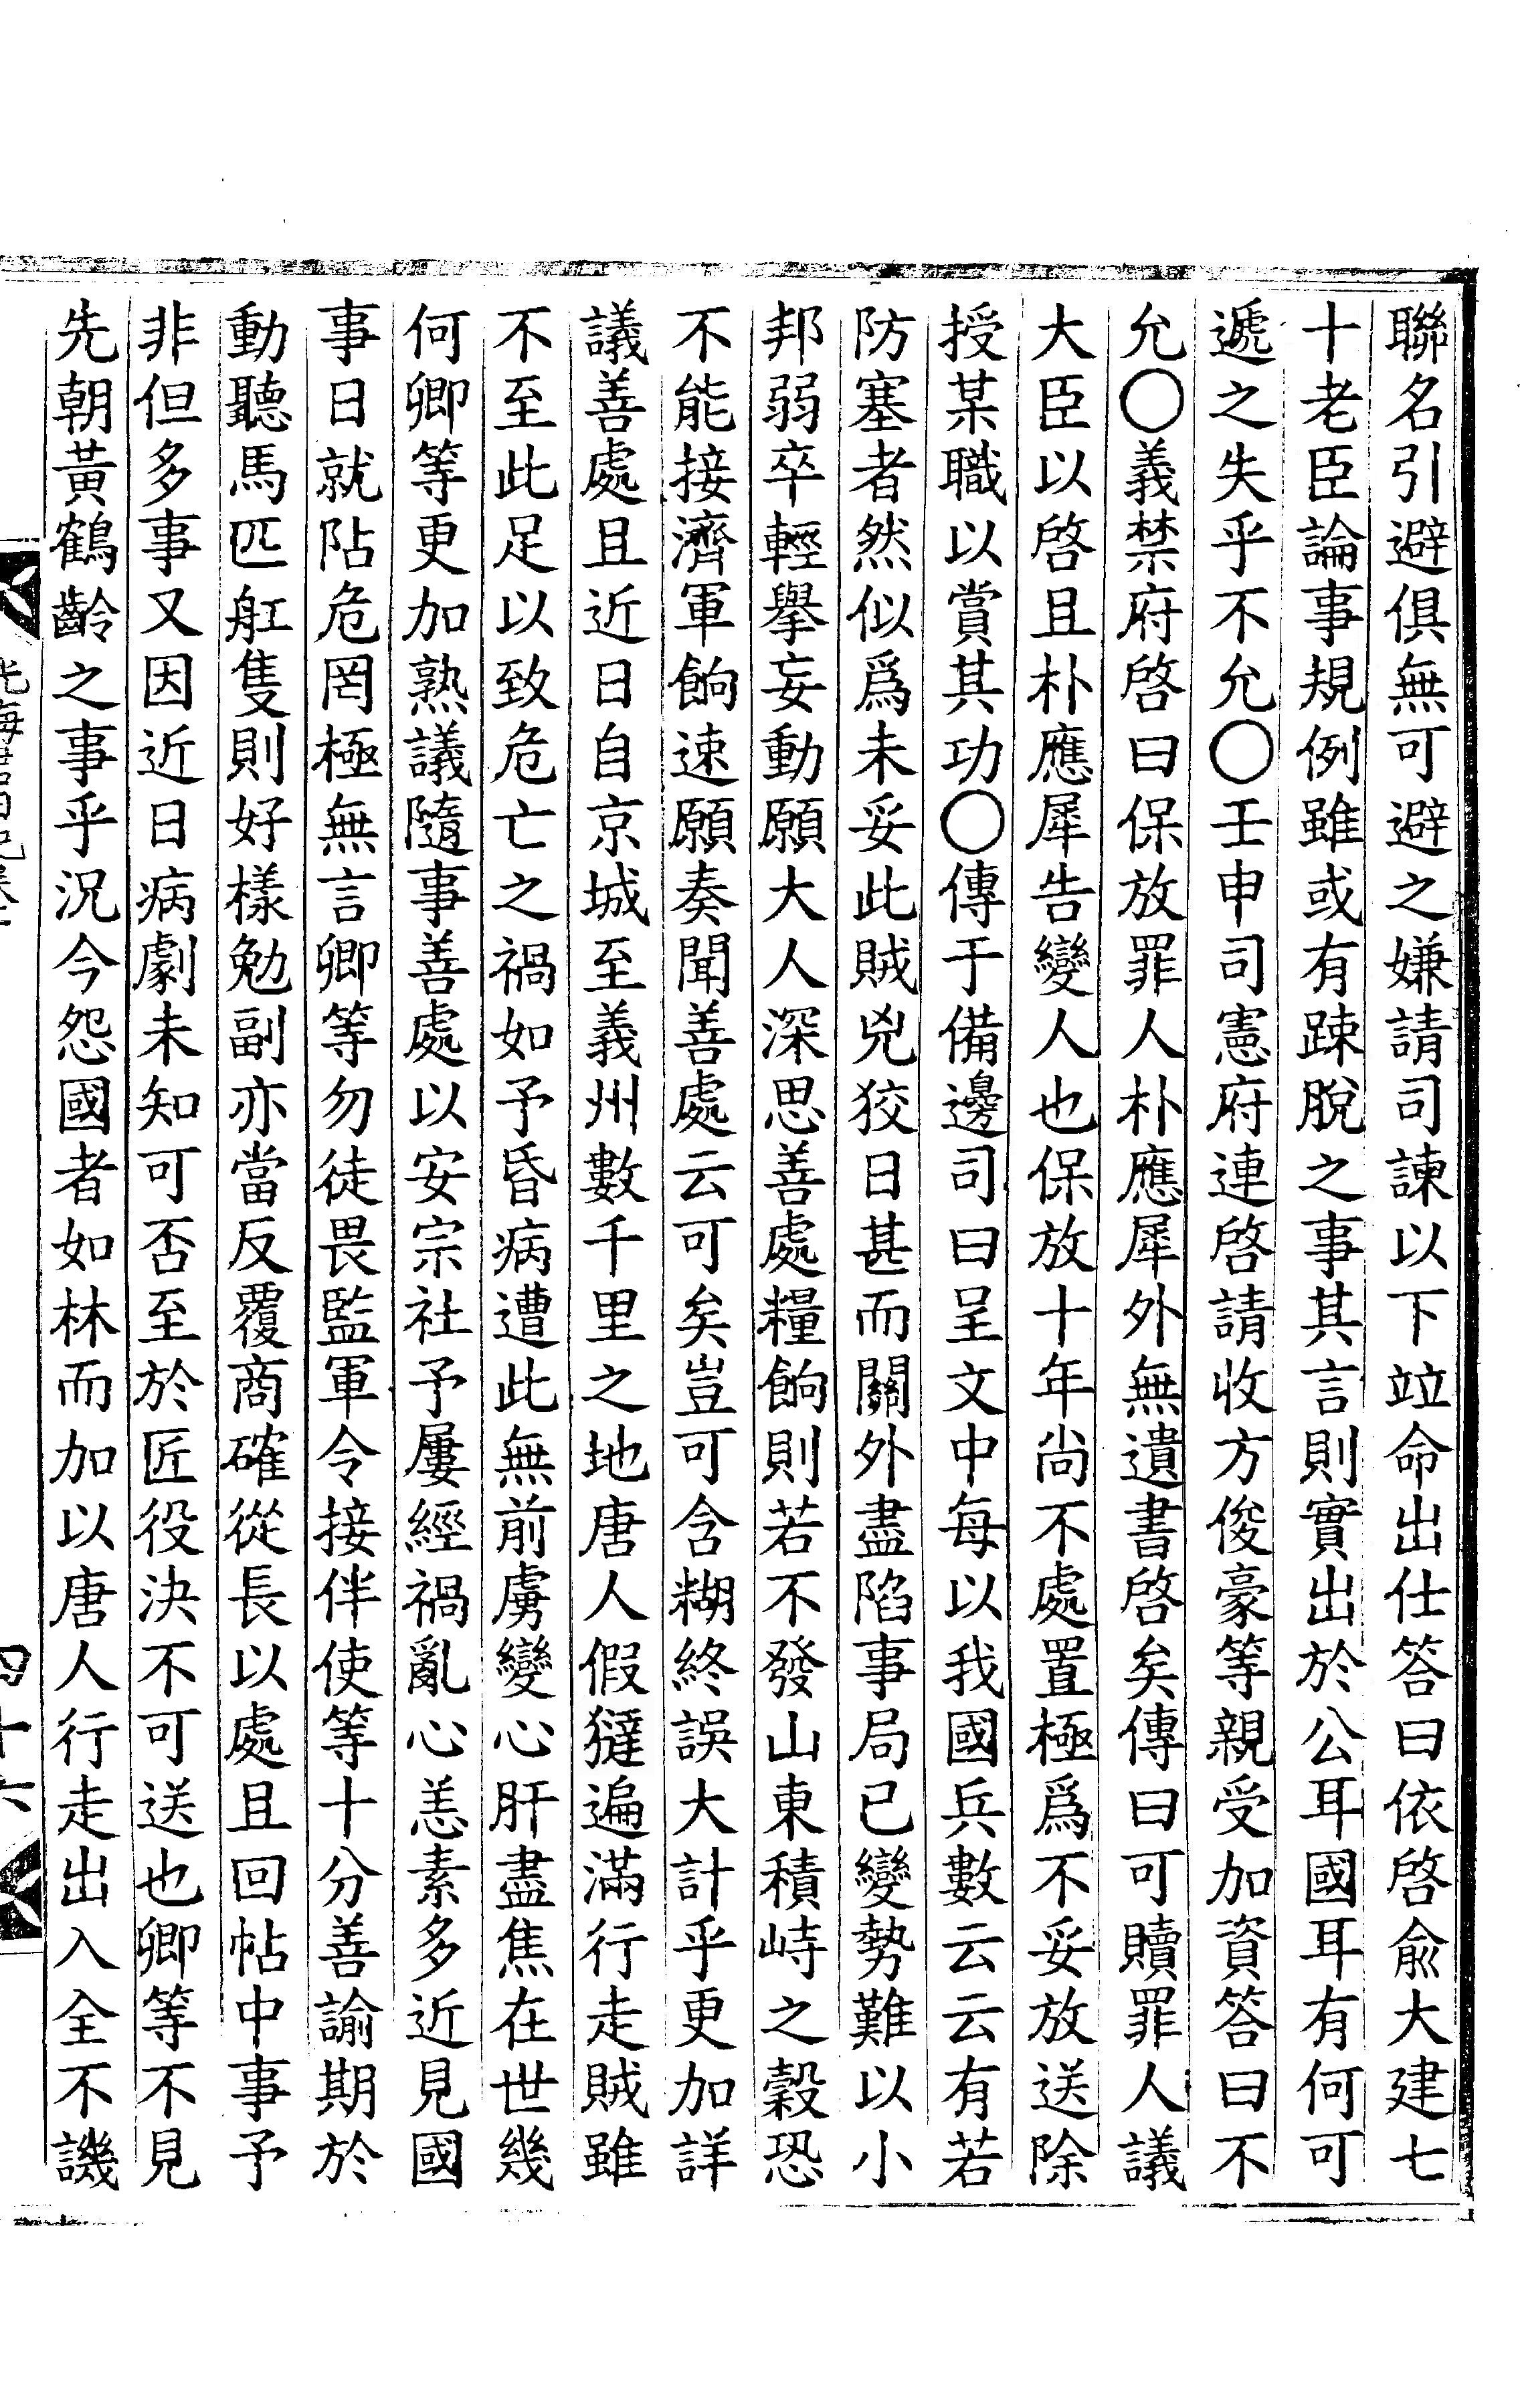 聯名引避俱無可避之嫌請司諫以下竝命出仕答曰依啓兪大建七
十老臣論事規例雖或有踈脫之事其言則實出於公耳國耳有何可
遞之失乎不允〇壬申司憲府連啓請收方俊豪等親受加資答曰不
允〇義禁府啓曰保放罪人朴應犀外無遺書啓矣傳曰可贖罪人議
大臣以啓且朴應犀告變人也保放十年尙不處置極爲不妥放送除
授某職以賞其功〇傳于備邊司曰呈文中每以我國兵數云云有若
防塞者然似爲未妥此賊兇狡日甚而關外盡陷事局已變勢難以小
邦弱卒輕擧妄動願大人深思善處糧餉則若不發山東積峙之穀恐
不能接濟軍餉速願奏聞善處云可矣豈可含糊終誤大計乎更加詳
議善處且近日自京城至義州數千里之地唐人假㺚遍滿行走賊雖
不至此足以致危亡之禍如予昏病遭此無前虜變心肝盡焦在世幾
何卿等更加熟議隨事善處以安宗社予屢經禍亂心恙素多近見國
事日就阽危罔極無言卿等勿徒畏監軍令接伴使等十分善諭期於
動聽馬匹舡隻則好樣勉副亦當反覆商確從長以處且回帖中事予
非但多事又因近日病劇未知可否至於匠役決不可送也卿等不見
先朝黃鶴齡之事乎況今怨國者如林而加以唐人行走出入全不譏
光海君日記卷
四十六